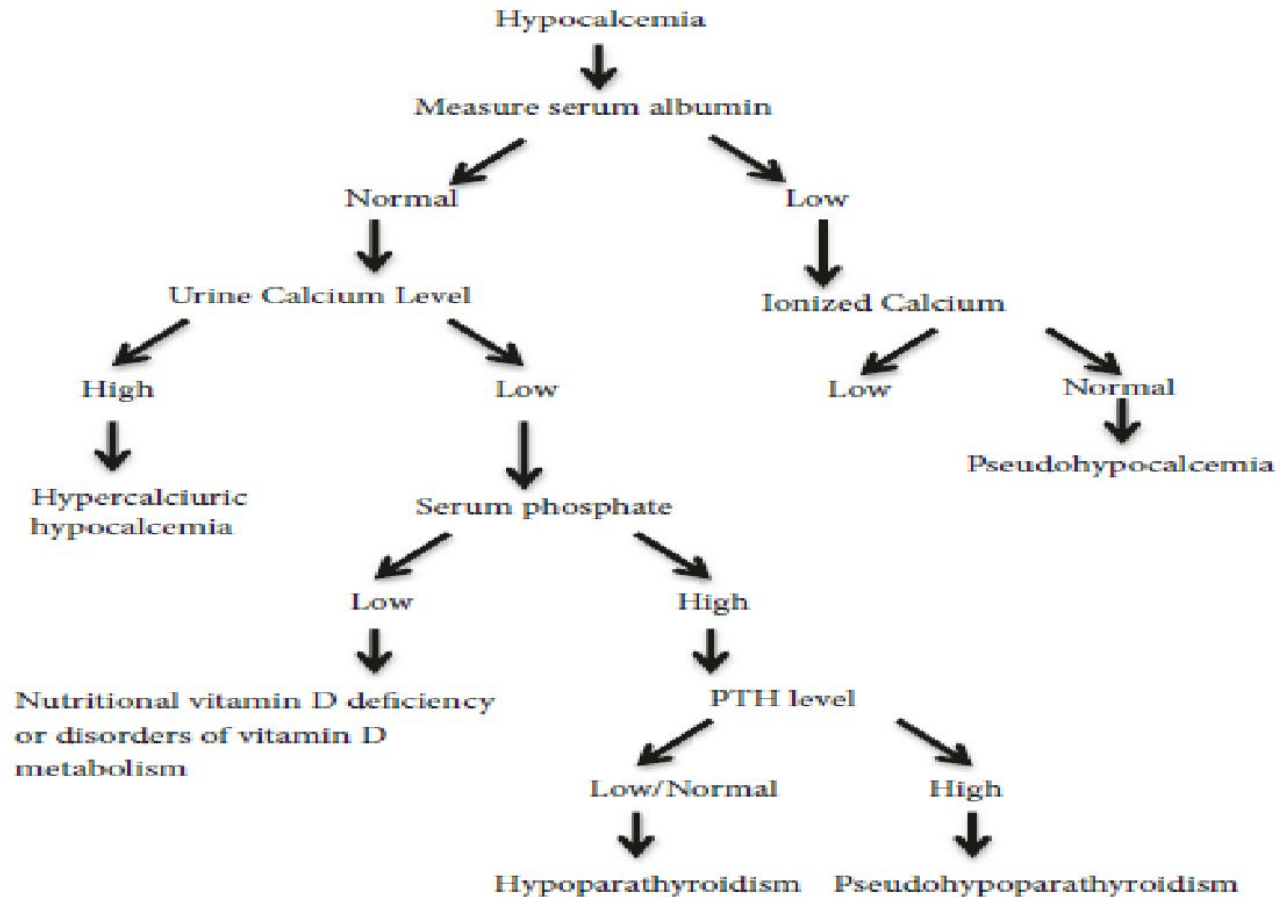 Hypocalcemia
Measure serum albumin
Normal
Low
Urine Calcium Level
Ionized Calcium
High
Low
Low
Normal
Hypercalciuric
hypocalcemia
Serum phosphate
Pseudohypocalcemia
Low
High
Nutritional vitamin D deficiency
or disorders of vitamin D
metabolism
PTH level
Low/Normal
High
Hypoparathyroidism
Pseudohypoparathyroidism